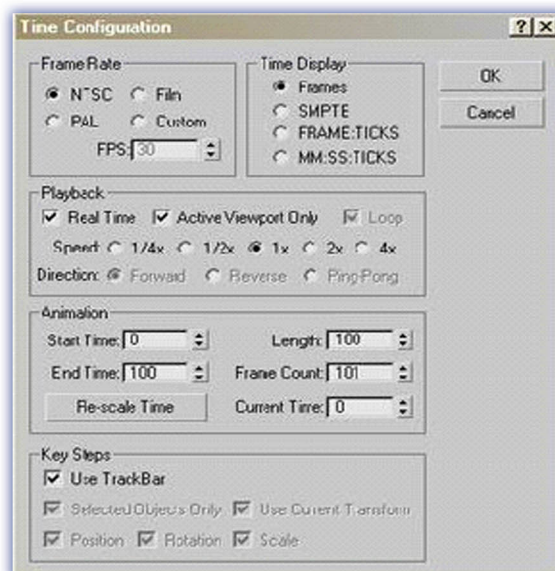 Time Configuration
Frame Rate
NTSC Film
PAL Custom
FPS: 30
Time Display
Frames
SMPTE
FRAME:TICKS
MM:SS:TICKS
OK
Cancel
Playback
Real Time Active Viewport Only Loop
Speed: 1/4x 1/2x 1x 2x 4x
Direction: Forward Reverse Ping-Pong
Animation
Start Time: 0 Length: 100
End Time: 100 Frame Count: 101
Re-scale Time Current Time: 0
Key Steps
Use TrackBar
Selected Objects Only Use Current Transform
Position Rotation Scale